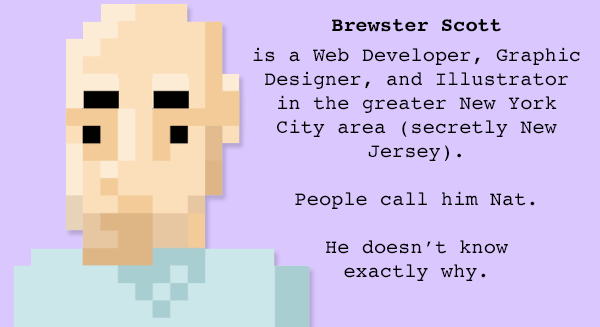 Brewster Scott
is a Web Developer, Graphic
Designer, and Illustrator
in the greater New York
City area (secretly New
Jersey).
People call him Nat.
He doesn’t know
exactly why.